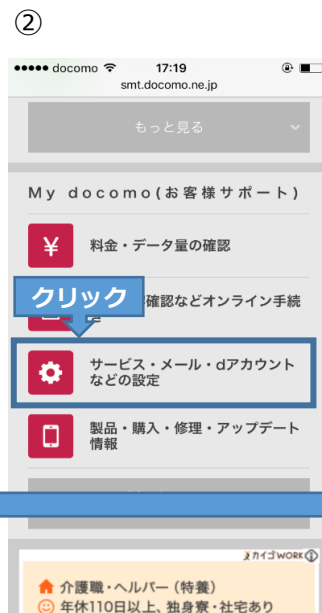 ②
docomo 17:19
smt.docomo.ne.jp
もっと見る
My docomo(お客様サポート)
¥ 料金・データ量の確認
クリック
確認などオンライン手続
サービス・メール・dアカウント
などの設定
製品・購入・修理・アップデート
情報
カイゴWORK
介護職・ヘルパー（特養）
年休110日以上、独身寮・社宅あり